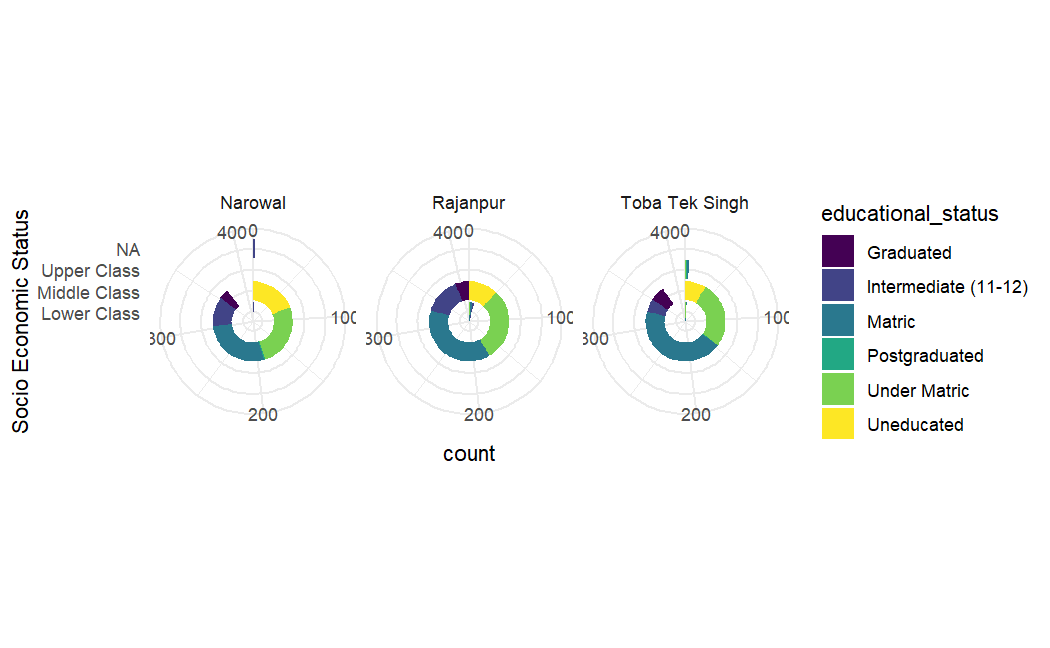 Narowal
Rajanpur
Toba Tek Singh
educational_status
Graduated
Intermediate (11-12)
Matric
Postgraduated
Under Matric
Uneducated
Socio Economic Status
NA
Upper Class
Middle Class
Lower Class
4000
100
200
300
4000
100
200
300
4000
100
200
300
count